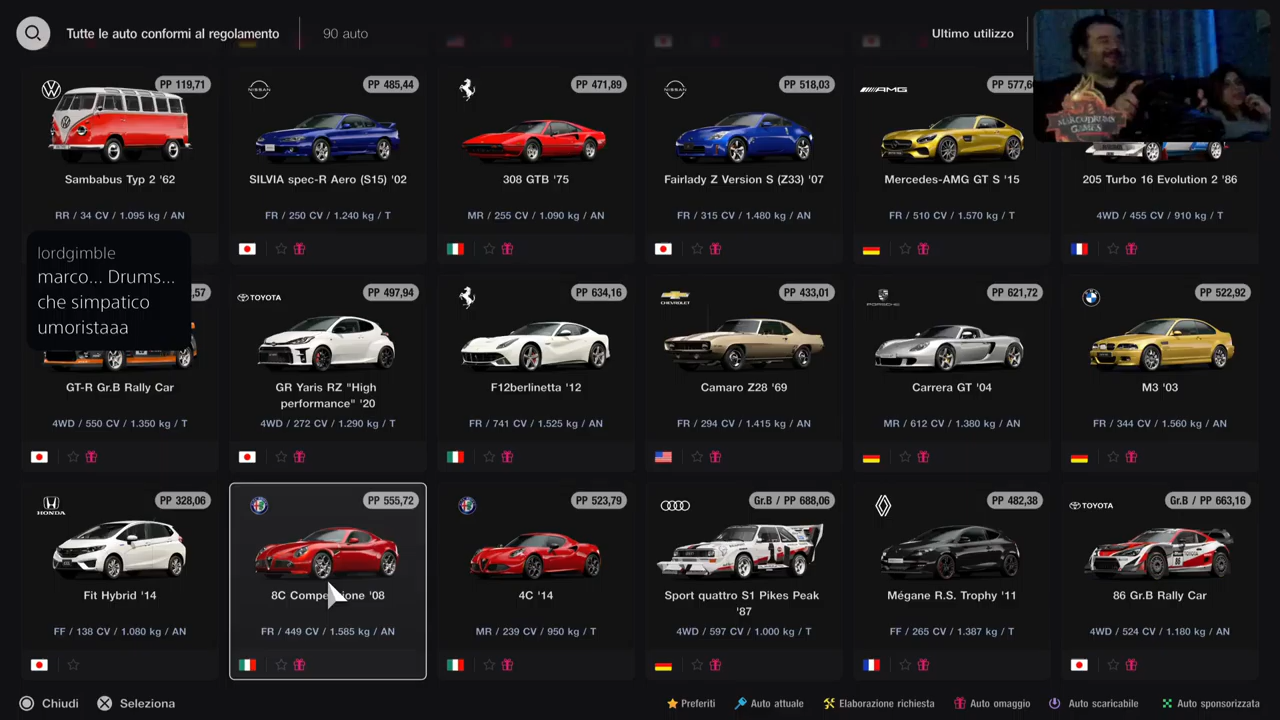 Tutte le auto conformi al regolamento
90 auto
Ultimo utilizzo
MARCODRUMS
GAMES
PP 119,71
Sambabus Typ 2 '62
RR / 34 CV / 1.095 kg / AN
NISSAN
PP 485,44
SILVIA spec-R Aero (S15) '02
FR / 250 CV / 1.240 kg / T
PP 471,89
308 GTB '75
MR / 255 CV / 1.090 kg / AN
NISSAN
PP 518,03
Fairlady Z Version S (Z33) '07
FR / 315 CV / 1.480 kg / AN
AMG
PP 577,6
Mercedes-AMG GT S '15
FR / 510 CV / 1.570 kg / T
205 Turbo 16 Evolution 2 '86
4WD / 455 CV / 910 kg / T
lordgimble
marco... Drums...
che simpatico
umoristaaa
,57
GT-R Gr.B Rally Car
4WD / 550 CV / 1.350 kg / T
TOYOTA
PP 497,94
GR Yaris RZ "High
performance" '20
4WD / 272 CV / 1.290 kg / T
PP 634,16
F12berlinetta '12
FR / 741 CV / 1.525 kg / AN
CHEVROLET
PP 433,01
Camaro Z28 '69
FR / 294 CV / 1.415 kg / AN
PORSCHE
PP 621,72
Carrera GT '04
MR / 612 CV / 1.380 kg / AN
PP 522,92
M3 '03
FR / 344 CV / 1.560 kg / AN
HONDA
PP 328,06
Fit Hybrid '14
FF / 138 CV / 1.080 kg / AN
PP 555,72
8C Compe one '08
FR / 449 CV / 1.585 kg / AN
PP 523,79
4C '14
MR / 239 CV / 950 kg / T
Gr.B / PP 688,06
Sport quattro S1 Pikes Peak
'87
4WD / 597 CV / 1.000 kg / T
PP 482,38
Mégane R.S. Trophy '11
FF / 265 CV / 1.387 kg / T
TOYOTA
Gr.B / PP 663,16
86 Gr.B Rally Car
4WD / 524 CV / 1.180 kg / AN
Chiudi
Seleziona
Preferiti
Auto attuale
Elaborazione richiesta
Auto omaggio
Auto scaricabile
Auto sponsorizzata